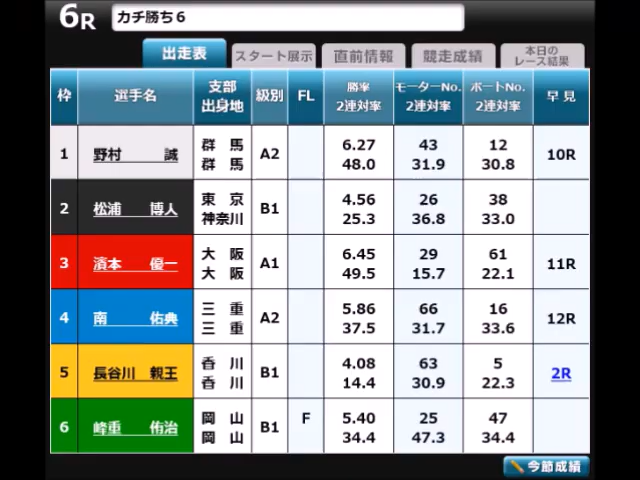 6R カチ勝ち6
出走表 スタート展示 直前情報 競走成績 本日のレース結果
枠 選手名 支部 出身地 級別 FL 勝率 2連対率 モーターNo. 2連対率 ボートNo. 2連対率 早見
1 野村 誠 群馬 A2 6.27 43 12 10R
群馬 48.0 31.9 30.8
2 松浦 博人 東京 B1 4.56 26 38
神奈川 25.3 36.8 33.0
3 濱本 優一 大阪 A1 6.45 29 61 11R
大阪 49.5 15.7 22.1
4 南 佑典 三重 A2 5.86 66 16 12R
三重 37.5 31.7 33.6
5 長谷川 親王 香川 B1 4.08 63 5 2R
香川 14.4 30.9 22.3
6 峰重 侑治 岡山 B1 F 5.40 25 47
岡山 34.4 47.3 34.4
今節成績